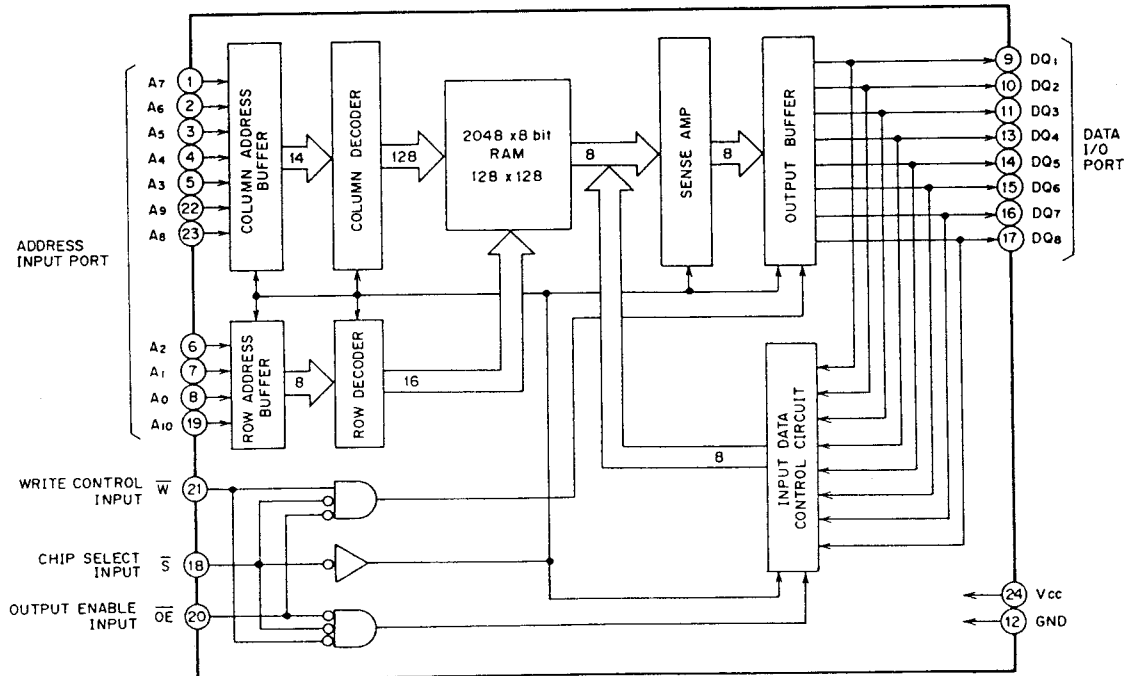 ADDRESS
INPUT PORT
A7 1
A6 2
A5 3
A4 4
A3 5
A9 22
A8 23
COLUMN ADDRESS
BUFFER
14
COLUMN DECODER
128
2048 x8 bit
RAM
128 x 128
8
SENSE AMP
8
OUTPUT BUFFER
9 DQ1
10 DQ2
11 DQ3
13 DQ4
14 DQ5
15 DQ6
16 DQ7
17 DQ8
DATA
I/O
PORT
A2 6
A1 7
A0 8
A10 19
ROW ADDRESS
BUFFER
8
ROW DECODER
16
INPUT DATA
CONTROL CIRCUIT
8
WRITE CONTROL
INPUT W̅ 21
CHIP SELECT
INPUT S̅ 18
OUTPUT ENABLE
INPUT O̅E̅ 20
24 Vcc
12 GND